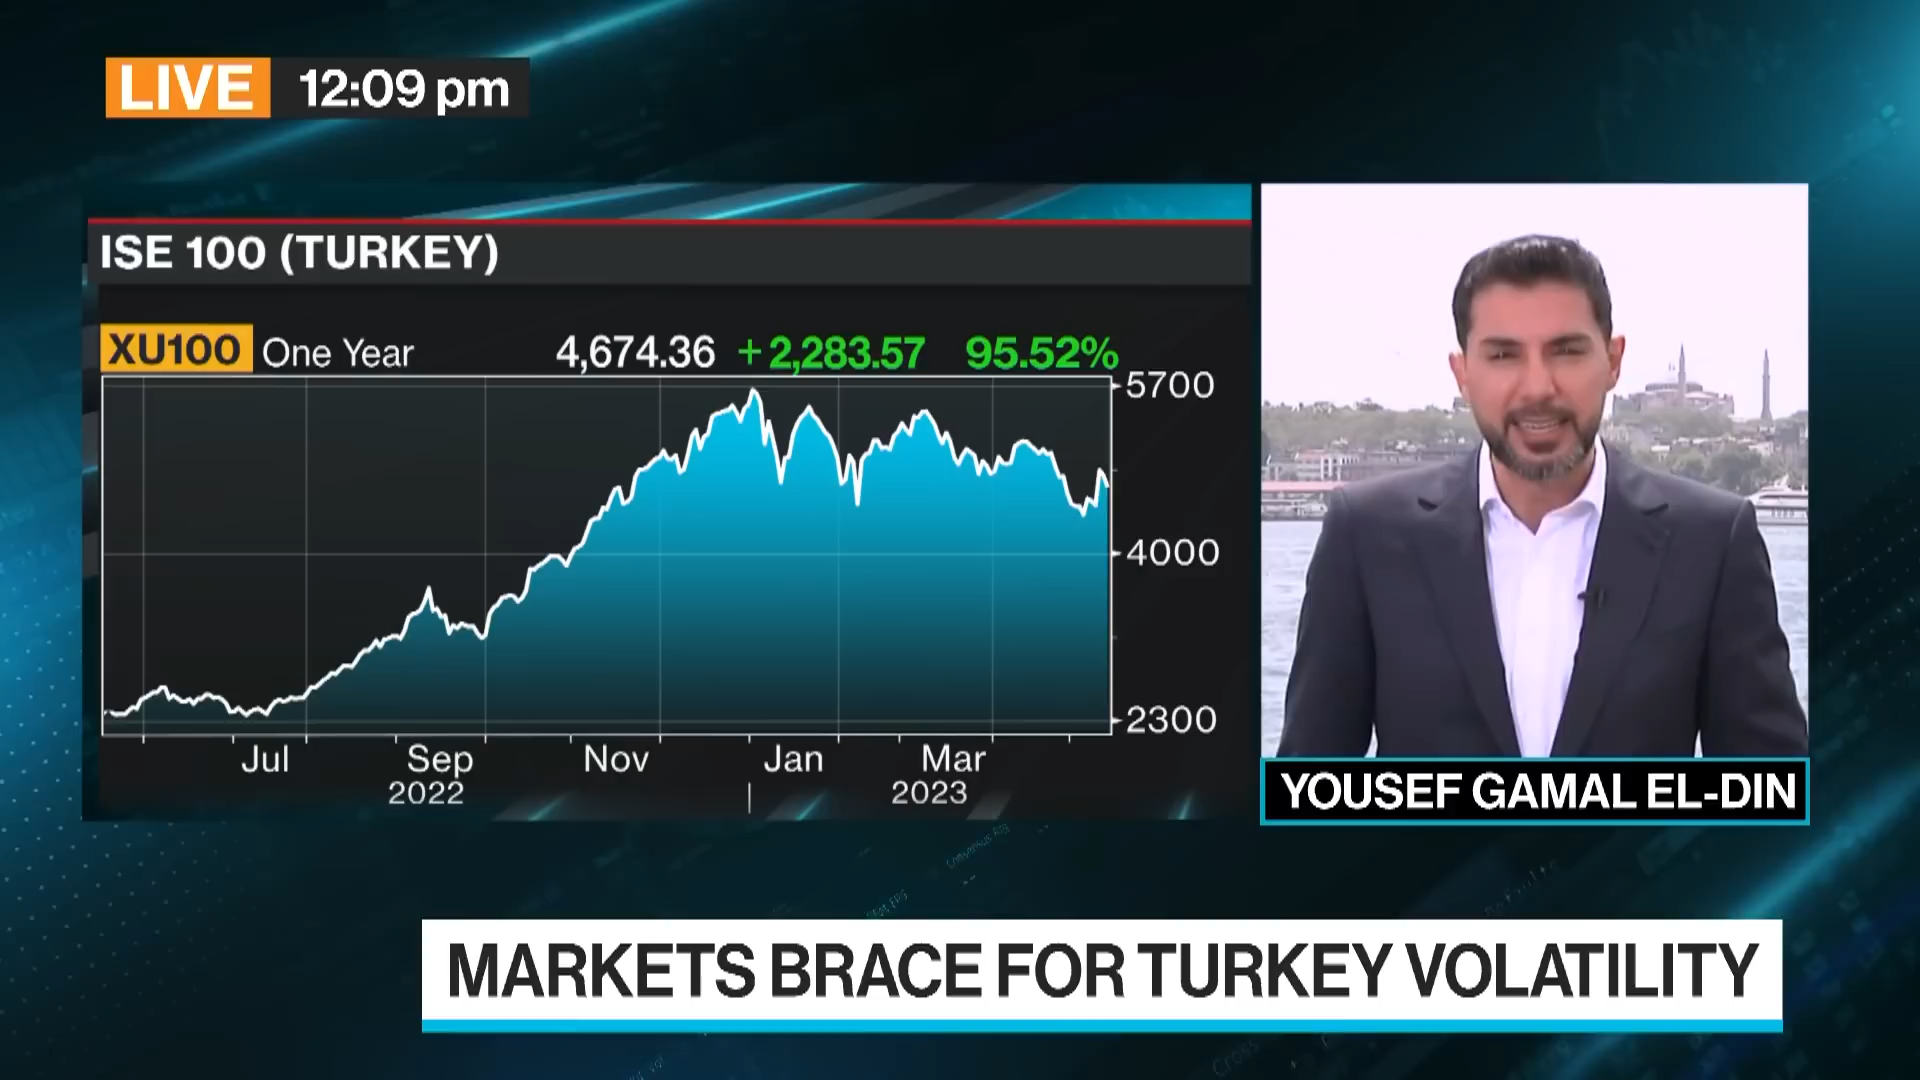 LIVE 12:09 pm
ISE 100 (TURKEY)
XU100 One Year 4,674.36 +2,283.57 95.52%
5700
4000
2300
Jul Sep Nov Jan Mar
2022 2023
YOUSEF GAMAL EL-DIN
Consensus
MARKETS BRACE FOR TURKEY VOLATILITY